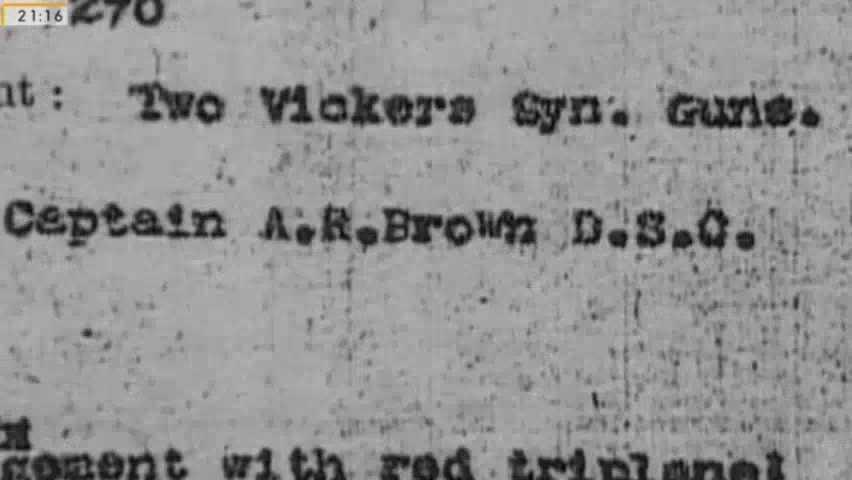 21:16
270
nt: Two Vickers Syn. Guns.
Captain A.R.Brown D.S.C.
gement with red triplane